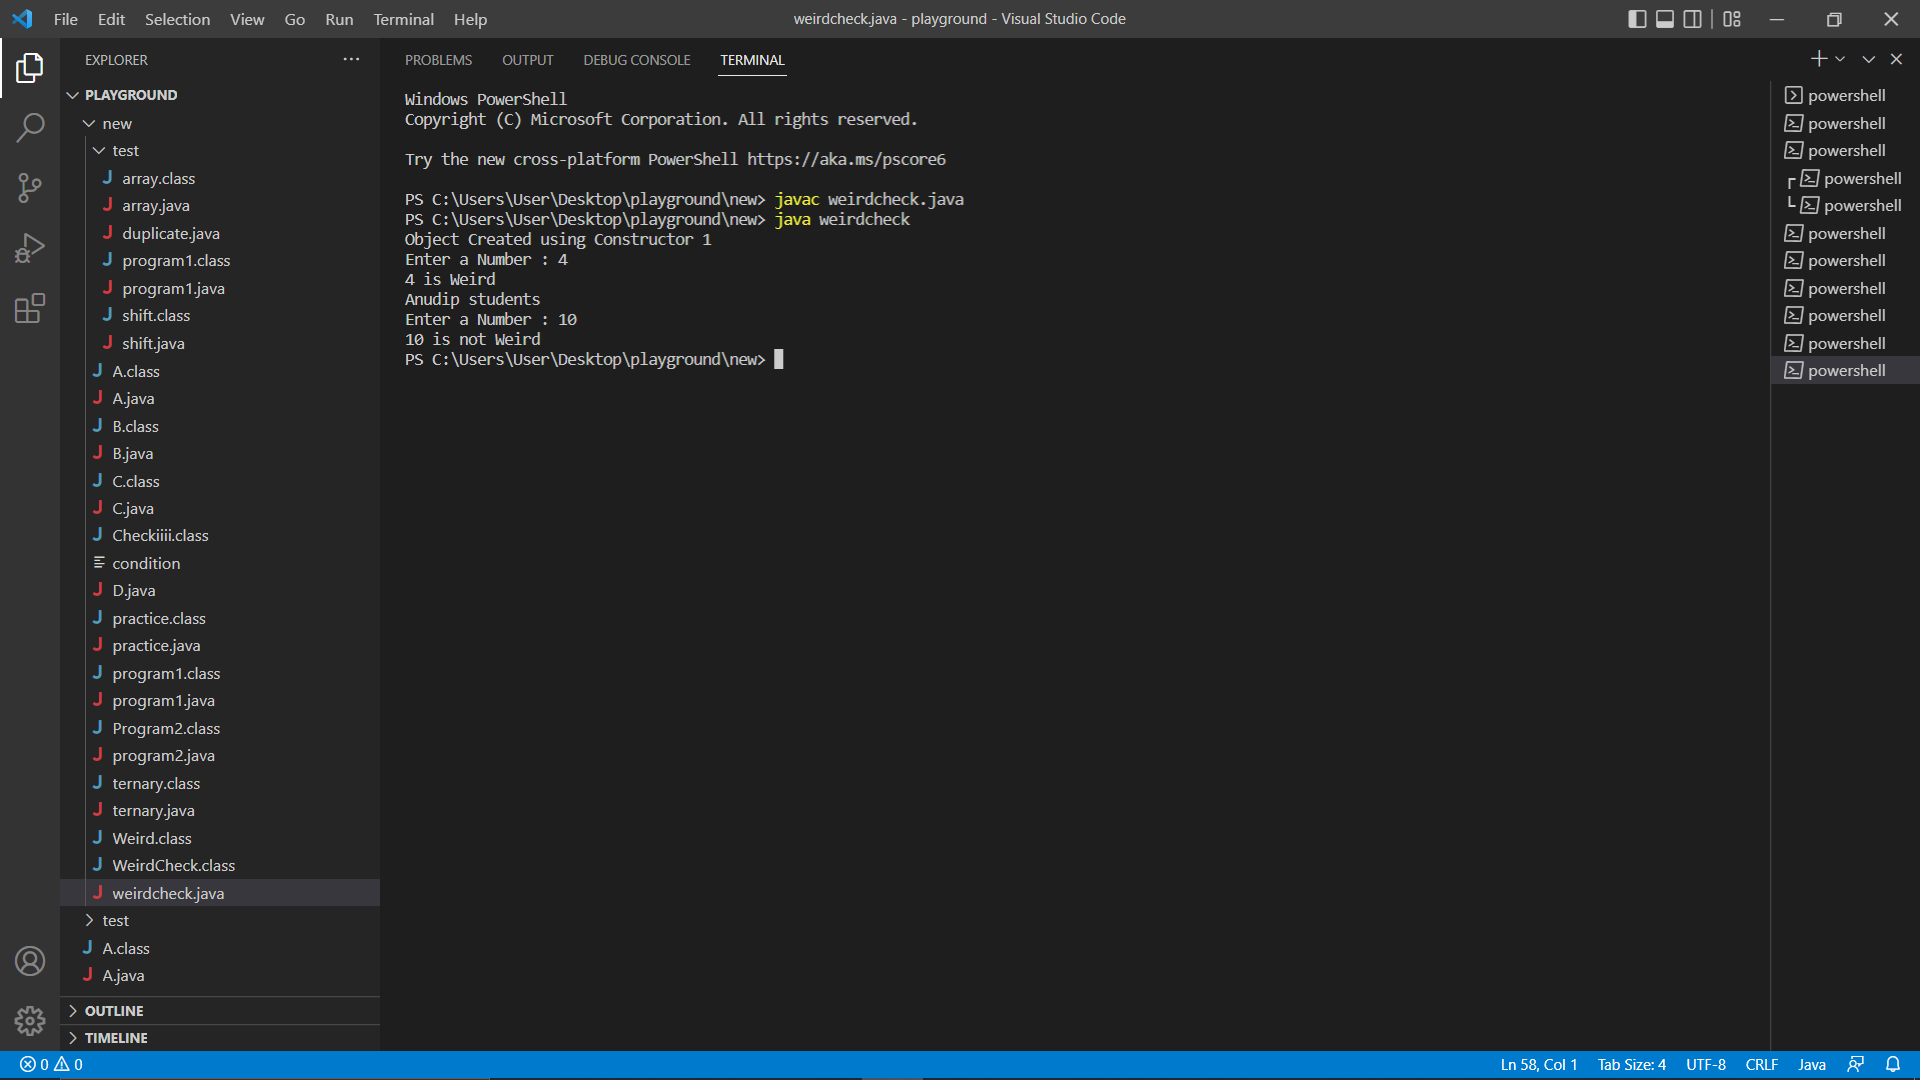 File Edit Selection View Go Run Terminal Help
weirdcheck.java - playground - Visual Studio Code
EXPLORER
PLAYGROUND
new
test
array.class
array.java
duplicate.java
program1.class
program1.java
shift.class
shift.java
A.class
A.java
B.class
B.java
C.class
C.java
Checkiiii.class
condition
D.java
practice.class
practice.java
program1.class
program1.java
Program2.class
program2.java
ternary.class
ternary.java
Weird.class
WeirdCheck.class
weirdcheck.java
test
A.class
A.java
OUTLINE
TIMELINE
PROBLEMS OUTPUT DEBUG CONSOLE TERMINAL
Windows PowerShell
Copyright (C) Microsoft Corporation. All rights reserved.
Try the new cross-platform PowerShell https://aka.ms/pscore6
PS C:\Users\User\Desktop\playground\new> javac weirdcheck.java
PS C:\Users\User\Desktop\playground\new> java weirdcheck
Object Created using Constructor 1
Enter a Number : 4
4 is Weird
Anudip students
Enter a Number : 10
10 is not Weird
PS C:\Users\User\Desktop\playground\new>
powershell
powershell
powershell
powershell
powershell
powershell
powershell
powershell
powershell
powershell
powershell
0 0
Ln 58, Col 1 Tab Size: 4 UTF-8 CRLF Java